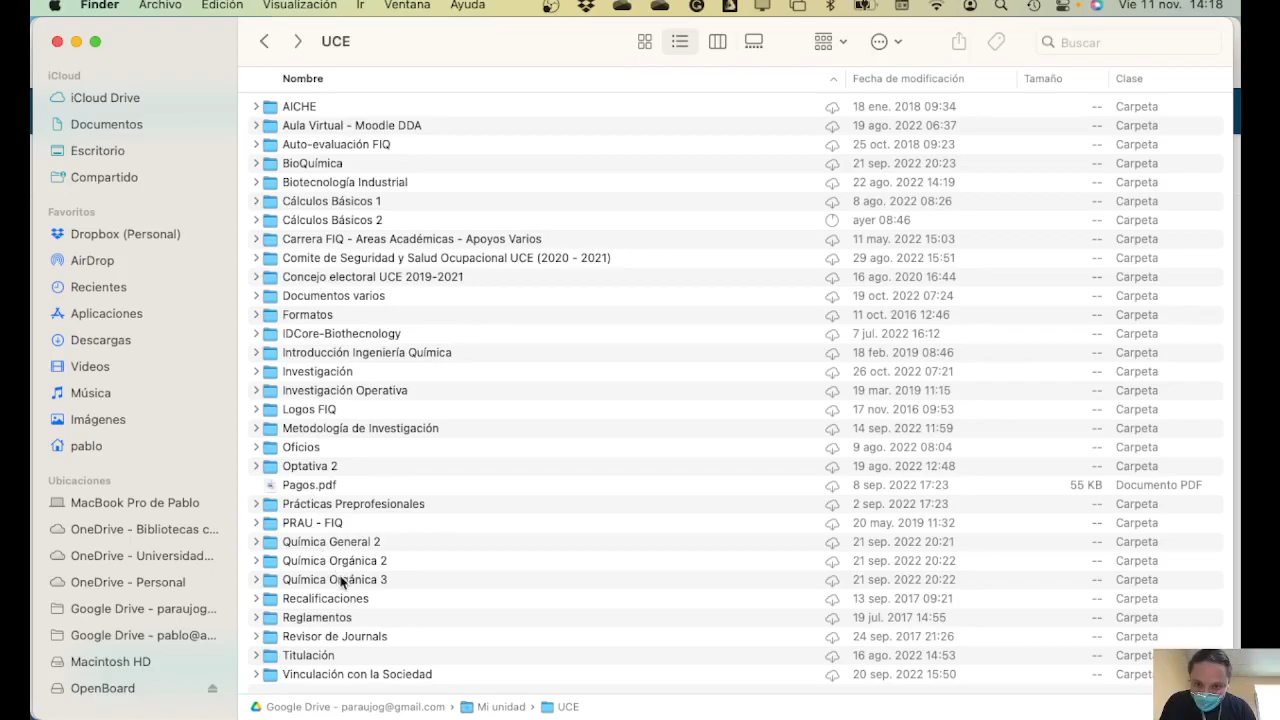 Finder Archivo Edición Visualización Ir Ventana Ayuda Vie 11 nov. 14:18
UCE
Buscar
iCloud
iCloud Drive
Documentos
Escritorio
Compartido
Favoritos
Dropbox (Personal)
AirDrop
Recientes
Aplicaciones
Descargas
Videos
Música
Imágenes
pablo
Ubicaciones
MacBook Pro de Pablo
OneDrive - Bibliotecas c...
OneDrive - Universidad...
OneDrive - Personal
Google Drive - paraujog...
Google Drive - pablo@a...
Macintosh HD
OpenBoard
Nombre Fecha de modificación Tamaño Clase
AICHE 18 ene. 2018 09:34 -- Carpeta
Aula Virtual - Moodle DDA 19 ago. 2022 06:37 -- Carpeta
Auto-evaluación FIQ 25 oct. 2018 09:23 -- Carpeta
BioQuímica 21 sep. 2022 20:23 -- Carpeta
Biotecnología Industrial 22 ago. 2022 14:19 -- Carpeta
Cálculos Básicos 1 8 ago. 2022 08:26 -- Carpeta
Cálculos Básicos 2 ayer 08:46 -- Carpeta
Carrera FIQ - Areas Académicas - Apoyos Varios 11 may. 2022 15:03 -- Carpeta
Comite de Seguridad y Salud Ocupacional UCE (2020 - 2021) 29 ago. 2022 15:51 -- Carpeta
Concejo electoral UCE 2019-2021 16 ago. 2020 16:44 -- Carpeta
Documentos varios 19 oct. 2022 07:24 -- Carpeta
Formatos 11 oct. 2016 12:46 -- Carpeta
IDCore-Biothecnology 7 jul. 2022 16:12 -- Carpeta
Introducción Ingeniería Química 18 feb. 2019 08:46 -- Carpeta
Investigación 26 oct. 2022 07:21 -- Carpeta
Investigación Operativa 19 mar. 2019 11:15 -- Carpeta
Logos FIQ 17 nov. 2016 09:53 -- Carpeta
Metodología de Investigación 14 sep. 2022 11:59 -- Carpeta
Oficios 9 ago. 2022 08:04 -- Carpeta
Optativa 2 19 ago. 2022 12:48 -- Carpeta
Pagos.pdf 8 sep. 2022 17:23 55 KB Documento PDF
Prácticas Preprofesionales 2 sep. 2022 17:23 -- Carpeta
PRAU - FIQ 20 may. 2019 11:32 -- Carpeta
Química General 2 21 sep. 2022 20:21 -- Carpeta
Química Orgánica 2 21 sep. 2022 20:22 -- Carpeta
Química Orgánica 3 21 sep. 2022 20:22 -- Carpeta
Recalificaciones 13 sep. 2017 09:21 -- Carpeta
Reglamentos 19 jul. 2017 14:55 -- Carpeta
Revisor de Journals 24 sep. 2017 21:26 -- Carpeta
Titulación 16 ago. 2022 14:53 -- Carpeta
Vinculación con la Sociedad 20 sep. 2022 15:50 -- Carpeta
Google Drive - paraujog@gmail.com › Mi unidad › UCE